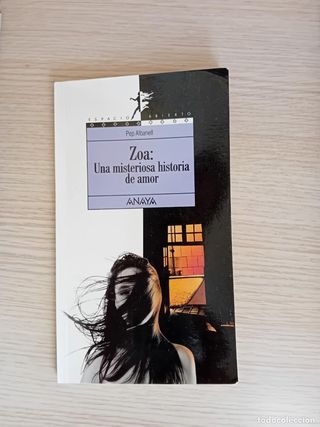 ESPACIO ABIERTO
Pep Albanell
Zoa:
Una misteriosa historia
de amor
ANAYA
todocoleccion